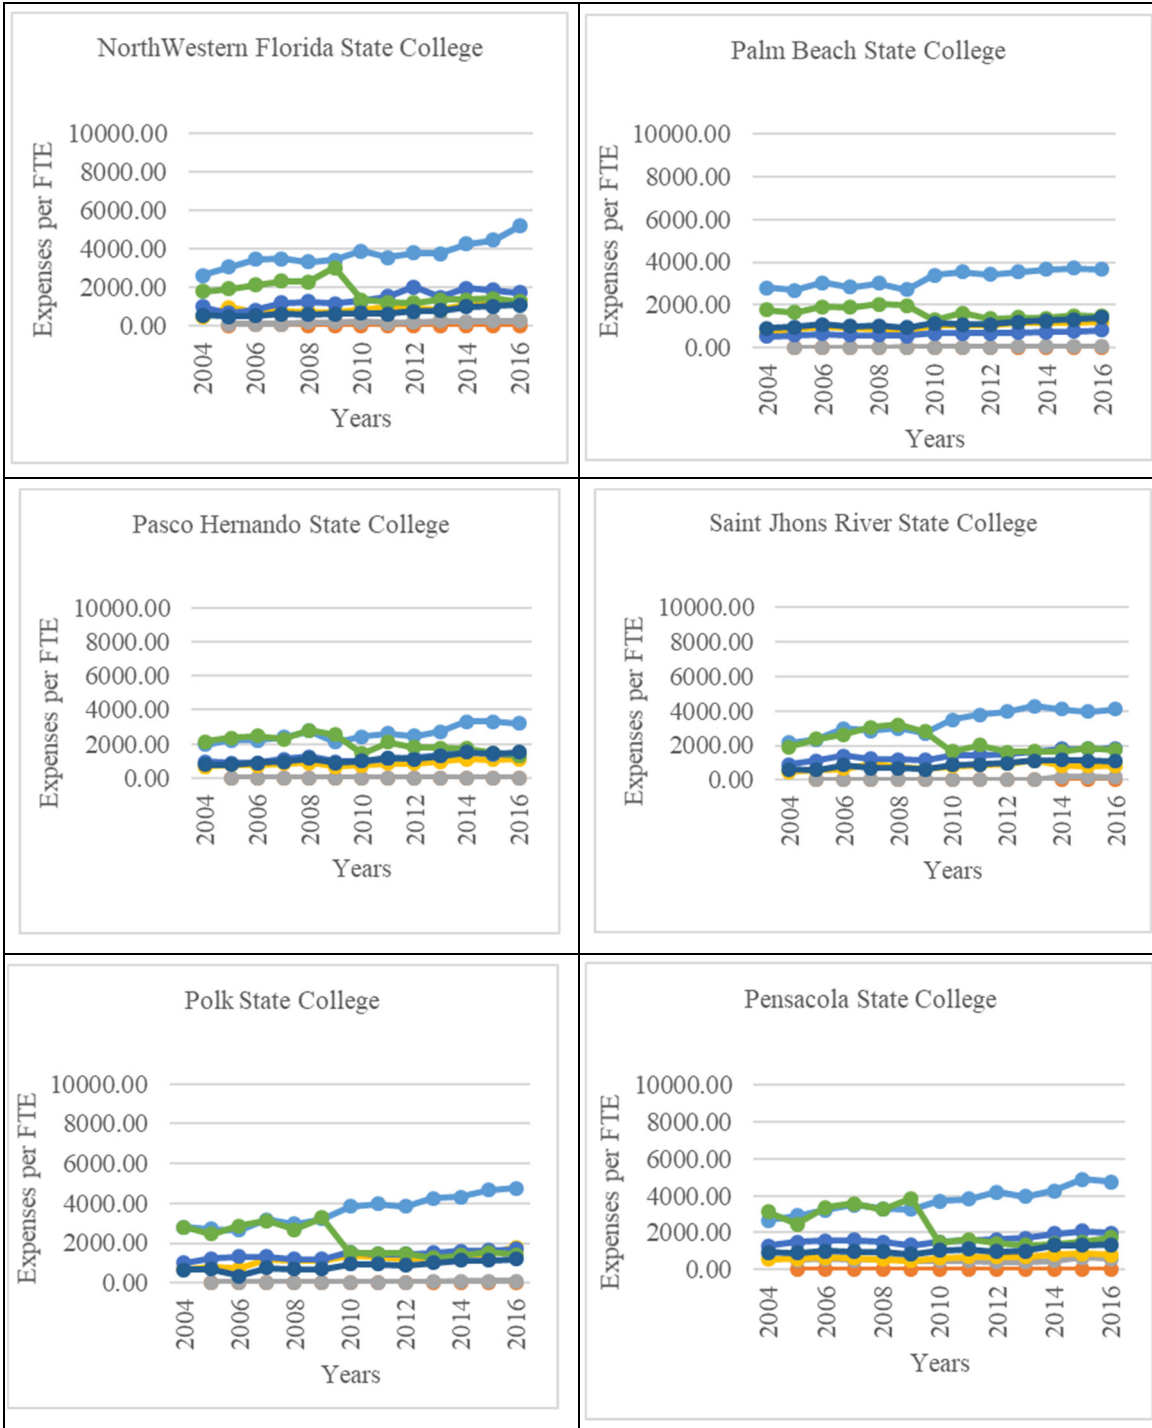 NorthWestern Florida State College
Expenses per FTE
10000.00
8000.00
6000.00
4000.00
2000.00
0.00
2004 2006 2008 2010 2012 2014 2016
Years
Palm Beach State College
Expenses per FTE
10000.00
8000.00
6000.00
4000.00
2000.00
0.00
2004 2006 2008 2010 2012 2014 2016
Years
Pasco Hernando State College
Expenses per FTE
10000.00
8000.00
6000.00
4000.00
2000.00
0.00
2004 2006 2008 2010 2012 2014 2016
Years
Saint Jhons River State College
Expenses per FTE
10000.00
8000.00
6000.00
4000.00
2000.00
0.00
2004 2006 2008 2010 2012 2014 2016
Years
Polk State College
Expenses per FTE
10000.00
8000.00
6000.00
4000.00
2000.00
0.00
2004 2006 2008 2010 2012 2014 2016
Years
Pensacola State College
Expenses per FTE
10000.00
8000.00
6000.00
4000.00
2000.00
0.00
2004 2006 2008 2010 2012 2014 2016
Years